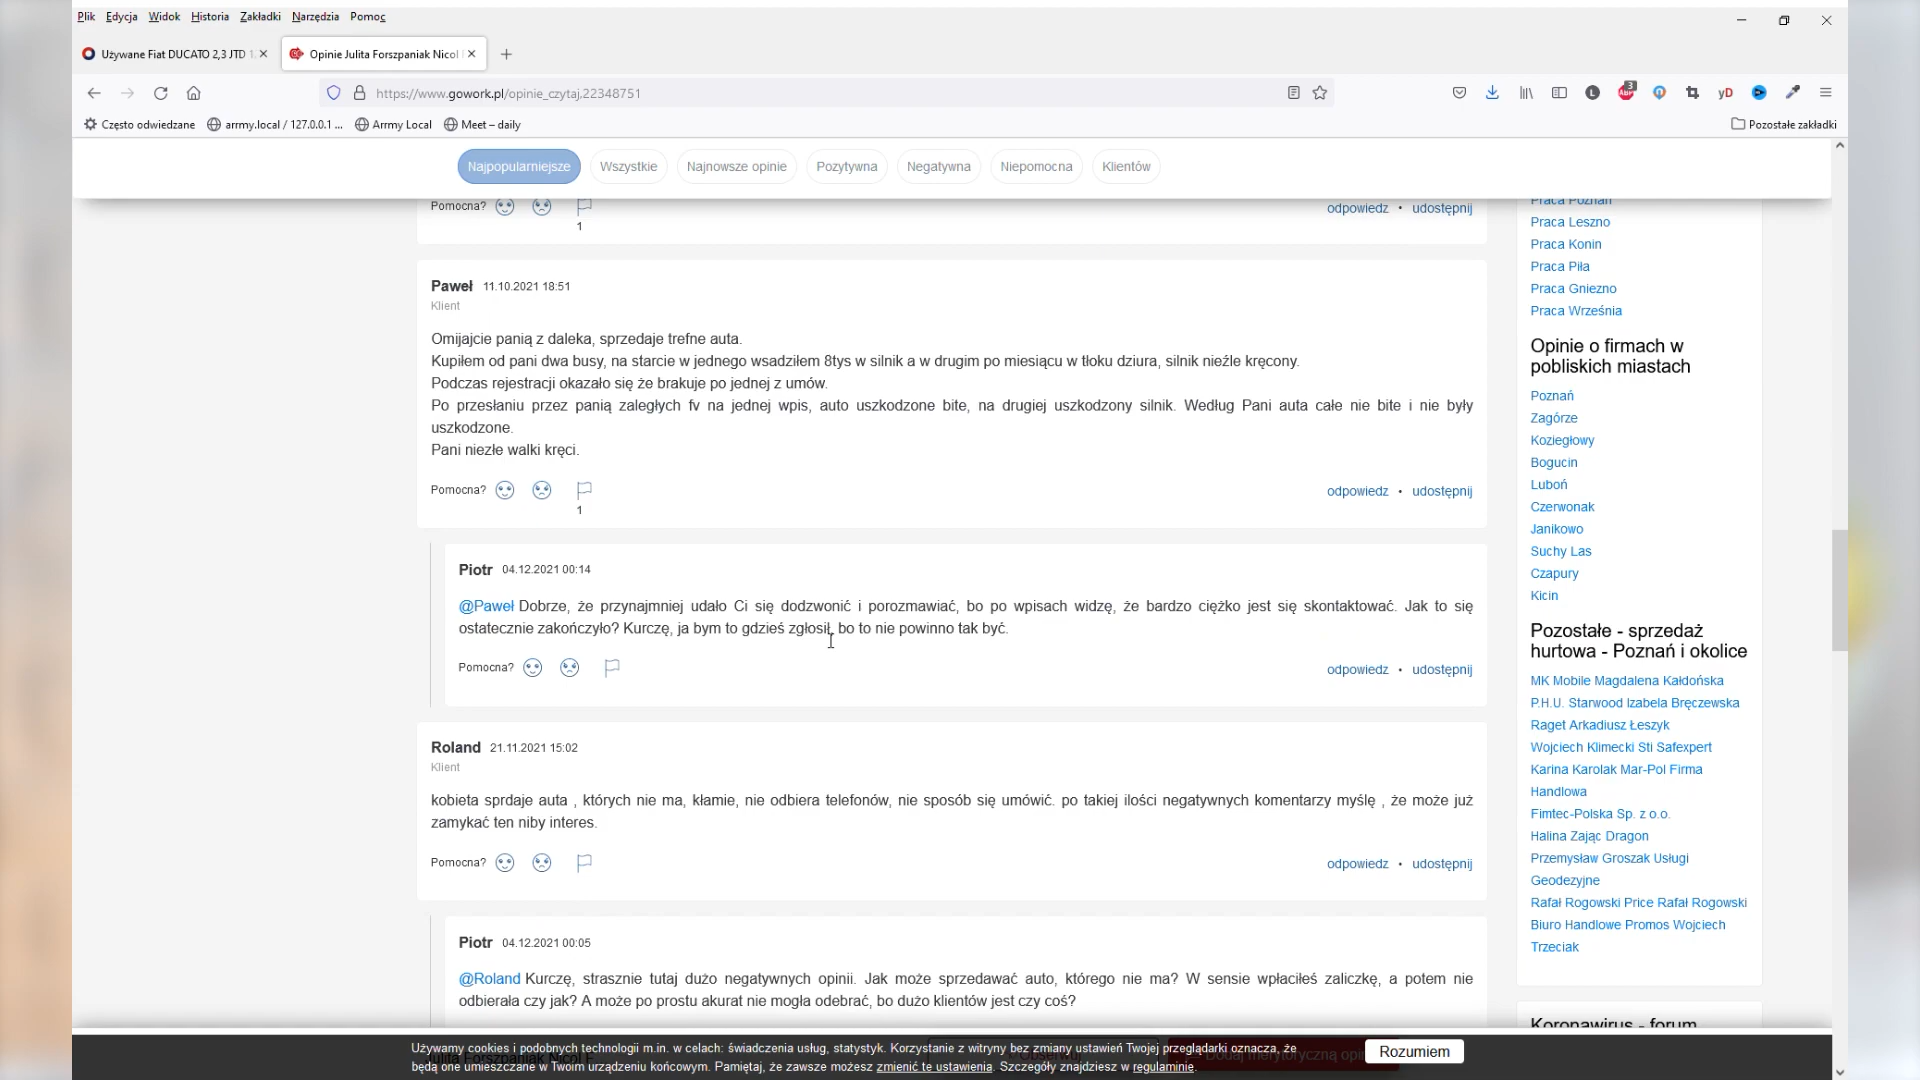 Plik Edycja Widok Historia Zakładki Narzędzia Pomoc
Używane Fiat DUCATO 2,3 JTD
Opinie Julita Forszpaniak Nicol
https://www.gowork.pl/opinie_czytaj,22348751
3
ABP
yD
Często odwiedzane arrmy.local / 127.0.0.1 ... Arrmy Local Meet – daily Pozostałe zakładki
Najpopularniejsze Wszystkie Najnowsze opinie Pozytywna Negatywna Niepomocna Klientów
Pomocna?
1
odpowiedz • udostępnij
Paweł 11.10.2021 18:51
Klient
Omijajcie panią z daleka, sprzedaje trefne auta.
Kupiłem od pani dwa busy, na starcie w jednego wsadziłem 8tys w silnik a w drugim po miesiącu w tłoku dziura, silnik nieźle kręcony.
Podczas rejestracji okazało się że brakuje po jednej z umów.
Po przesłaniu przez panią zaległych fv na jednej wpis, auto uszkodzone bite, na drugiej uszkodzony silnik. Według Pani auta całe nie bite i nie były
uszkodzone.
Pani niezłe walki kręci.
Pomocna?
1
odpowiedz • udostępnij
Piotr 04.12.2021 00:14
@Paweł Dobrze, że przynajmniej udało Ci się dodzwonić i porozmawiać, bo po wpisach widzę, że bardzo ciężko jest się skontaktować. Jak to się
ostatecznie zakończyło? Kurczę, ja bym to gdzieś zgłosił, bo to nie powinno tak być.
Pomocna?
odpowiedz • udostępnij
Roland 21.11.2021 15:02
Klient
kobieta sprdaje auta , których nie ma, kłamie, nie odbiera telefonów, nie sposób się umówić. po takiej ilości negatywnych komentarzy myślę , że może już
zamykać ten niby interes.
Pomocna?
odpowiedz • udostępnij
Piotr 04.12.2021 00:05
@Roland Kurczę, strasznie tutaj dużo negatywnych opinii. Jak może sprzedawać auto, którego nie ma? W sensie wpłaciłeś zaliczkę, a potem nie
odbierała czy jak? A może po prostu akurat nie mogła odebrać, bo dużo klientów jest czy coś?
Praca Poznań
Praca Leszno
Praca Konin
Praca Piła
Praca Gniezno
Praca Września
Opinie o firmach w
pobliskich miastach
Poznań
Zagórze
Koziegłowy
Bogucin
Luboń
Czerwonak
Janikowo
Suchy Las
Czapury
Kicin
Pozostałe - sprzedaż
hurtowa - Poznań i okolice
MK Mobile Magdalena Kałdońska
P.H.U. Starwood Izabela Bręczewska
Raget Arkadiusz Łeszyk
Wojciech Klimecki Sti Safexpert
Karina Karolak Mar-Pol Firma
Handlowa
Fimtec-Polska Sp. z o.o.
Halina Zając Dragon
Przemysław Groszak Usługi
Geodezyjne
Rafał Rogowski Price Rafał Rogowski
Biuro Handlowe Promos Wojciech
Trzeciak
Koronawirus - forum
Używamy cookies i podobnych technologii m.in. w celach: świadczenia usług, statystyk. Korzystanie z witryny bez zmiany ustawień Twojej przeglądarki oznacza, że
będą one umieszczane w Twoim urządzeniu końcowym. Pamiętaj, że zawsze możesz zmienić te ustawienia. Szczegóły znajdziesz w regulaminie.
Rozumiem